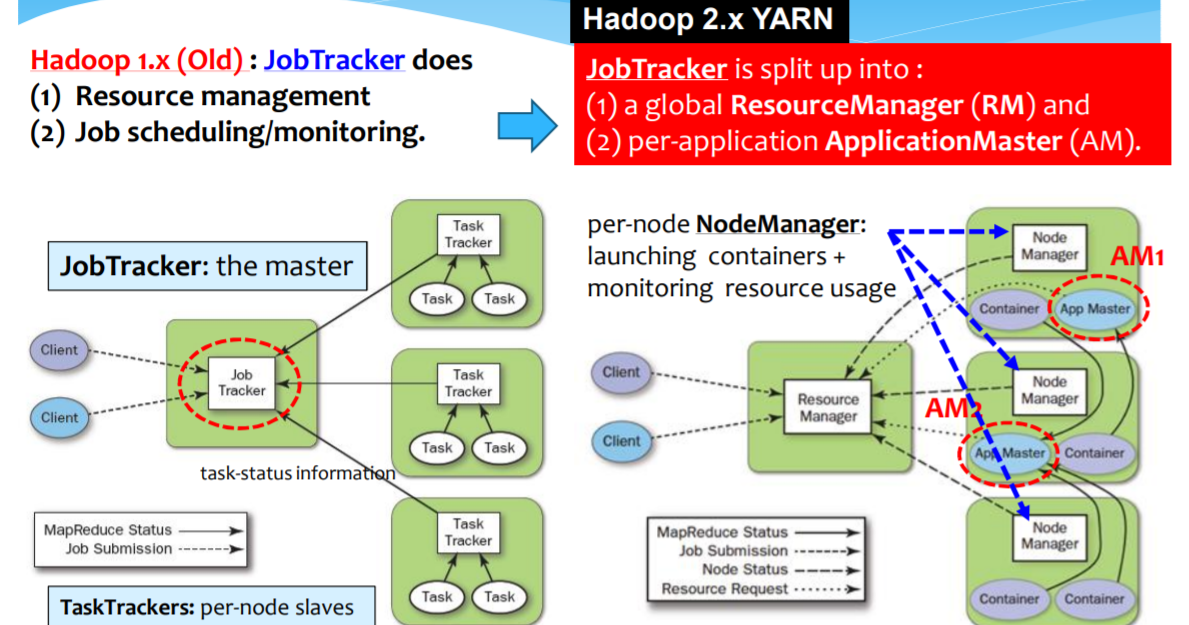 Hadoop 1.x (Old) : JobTracker does
(1) Resource management
(2) Job scheduling/monitoring.
Hadoop 2.x YARN
JobTracker is split up into :
(1) a global ResourceManager (RM) and
(2) per-application ApplicationMaster (AM).
JobTracker: the master
Client
Client
Job
Tracker
Task
Tracker
Task
Task
Task
Tracker
Task
Task
task-status information
Task
Tracker
Task
Task
MapReduce Status
Job Submission
TaskTrackers: per-node slaves
per-node NodeManager:
launching containers +
monitoring resource usage
Client
Client
Resource
Manager
Node
Manager
AM1
Container
App Master
Node
Manager
AM2
App Master
Container
Node
Manager
Container
Container
MapReduce Status
Job Submission
Node Status
Resource Request